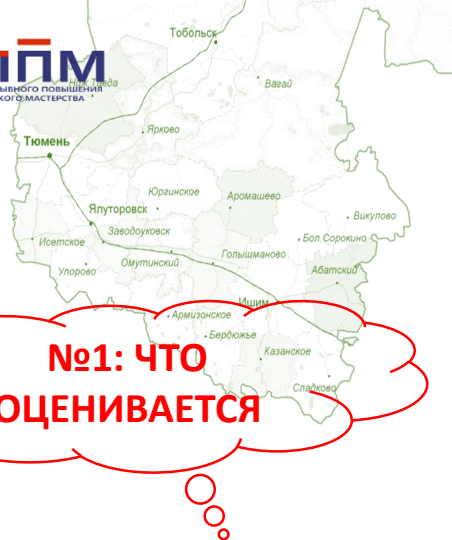 Тобольск
ППМ
ЫВНОГО ПОВЫШЕНИЯ
КОГО МАСТЕРСТВА
Вагай
Ярково
Тюмень
Юргинское
Аромашево
Ялуторовск
Викулово
Заводоуковск
Бол.Сорокино
Исетское
Голышманово
Омутинский
Упорово
Абатский
Ишим
Армизонское
Бердюжье
Казанское
Сладково
№1: ЧТО
ОЦЕНИВАЕТСЯ